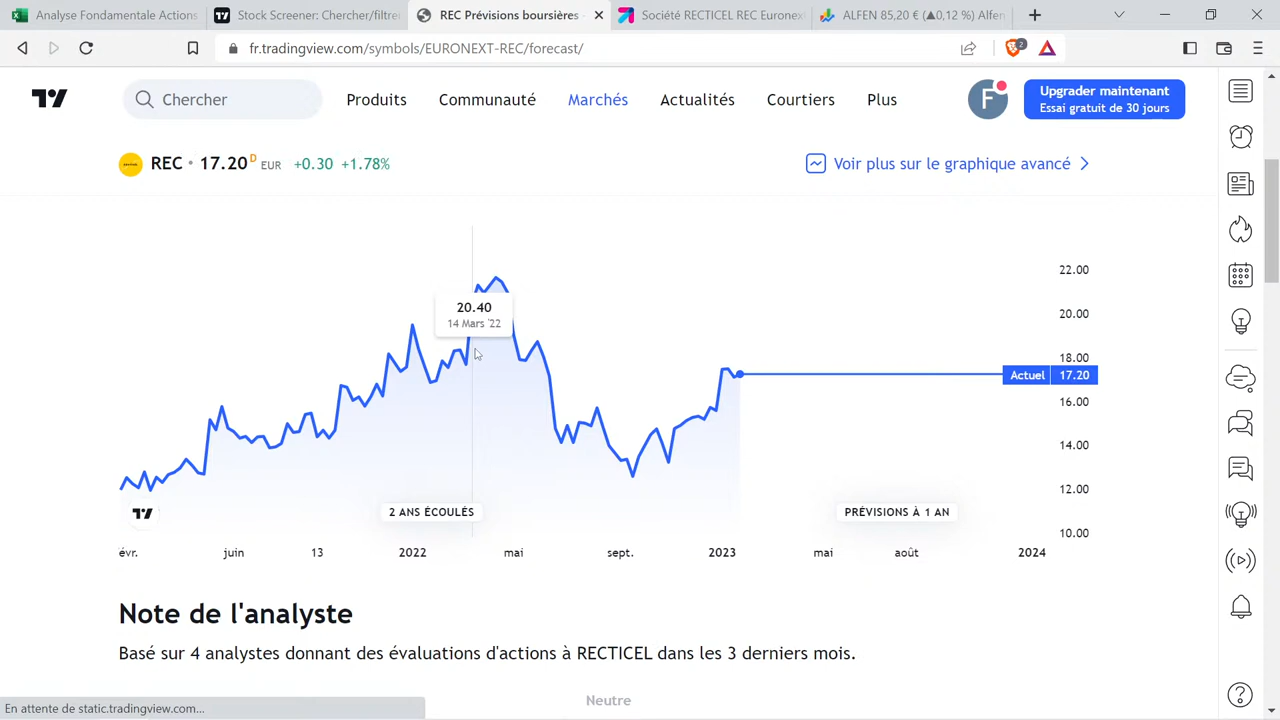 Analyse Fondamentale Actions
Stock Screener: Chercher/filtrer
REC Prévisions boursières
Société RECTICEL REC Euronex
ALFEN 85,20 € (▲0,12 %) Alfen
fr.tradingview.com/symbols/EURONEXT-REC/forecast/
2
Chercher
Produits
Communauté
Marchés
Actualités
Courtiers
Plus
F
Upgrader maintenant
Essai gratuit de 30 jours
REC • 17.20 D EUR +0.30 +1.78%
Voir plus sur le graphique avancé
22.00
20.40
14 Mars '22
20.00
18.00
Actuel 17.20
16.00
14.00
12.00
2 ANS ÉCOULÉS
PRÉVISIONS À 1 AN
10.00
évr.
juin
13
2022
mai
sept.
2023
mai
août
2024
Note de l'analyste
Basé sur 4 analystes donnant des évaluations d'actions à RECTICEL dans les 3 derniers mois.
Neutre
En attente de static.tradingview.com...